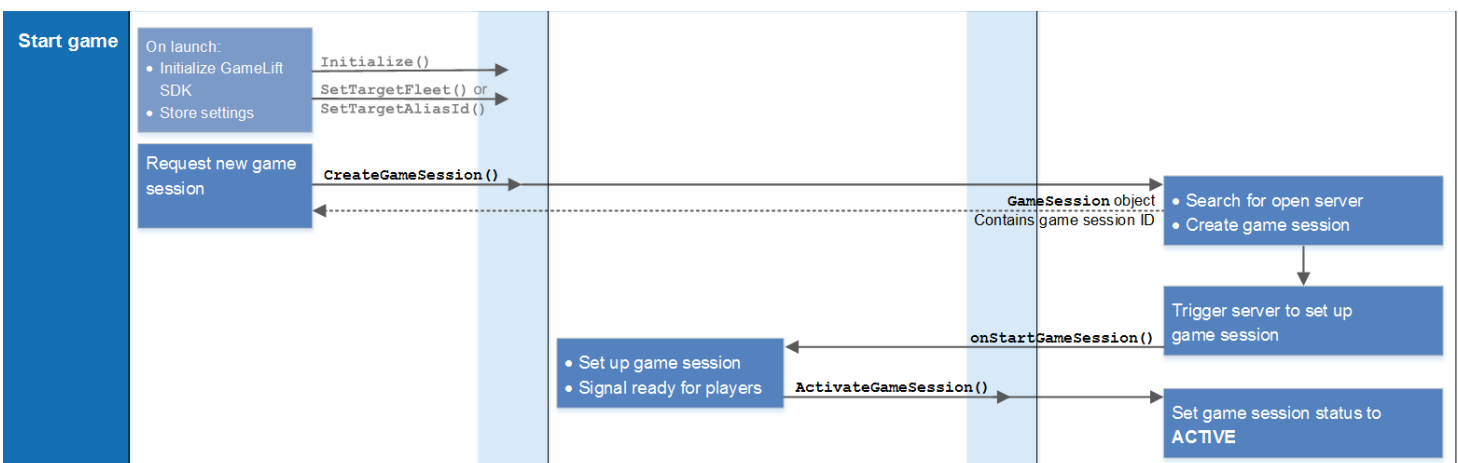 Start game
On launch:
• Initialize GameLift
SDK
• Store settings
Initialize()
SetTargetFleet() or
SetTargetAliasId()
Request new game
session
CreateGameSession()
GameSession object
Contains game session ID
• Search for open server
• Create game session
Trigger server to set up
game session
onStartGameSession()
• Set up game session
• Signal ready for players
ActivateGameSession()
Set game session status to
ACTIVE